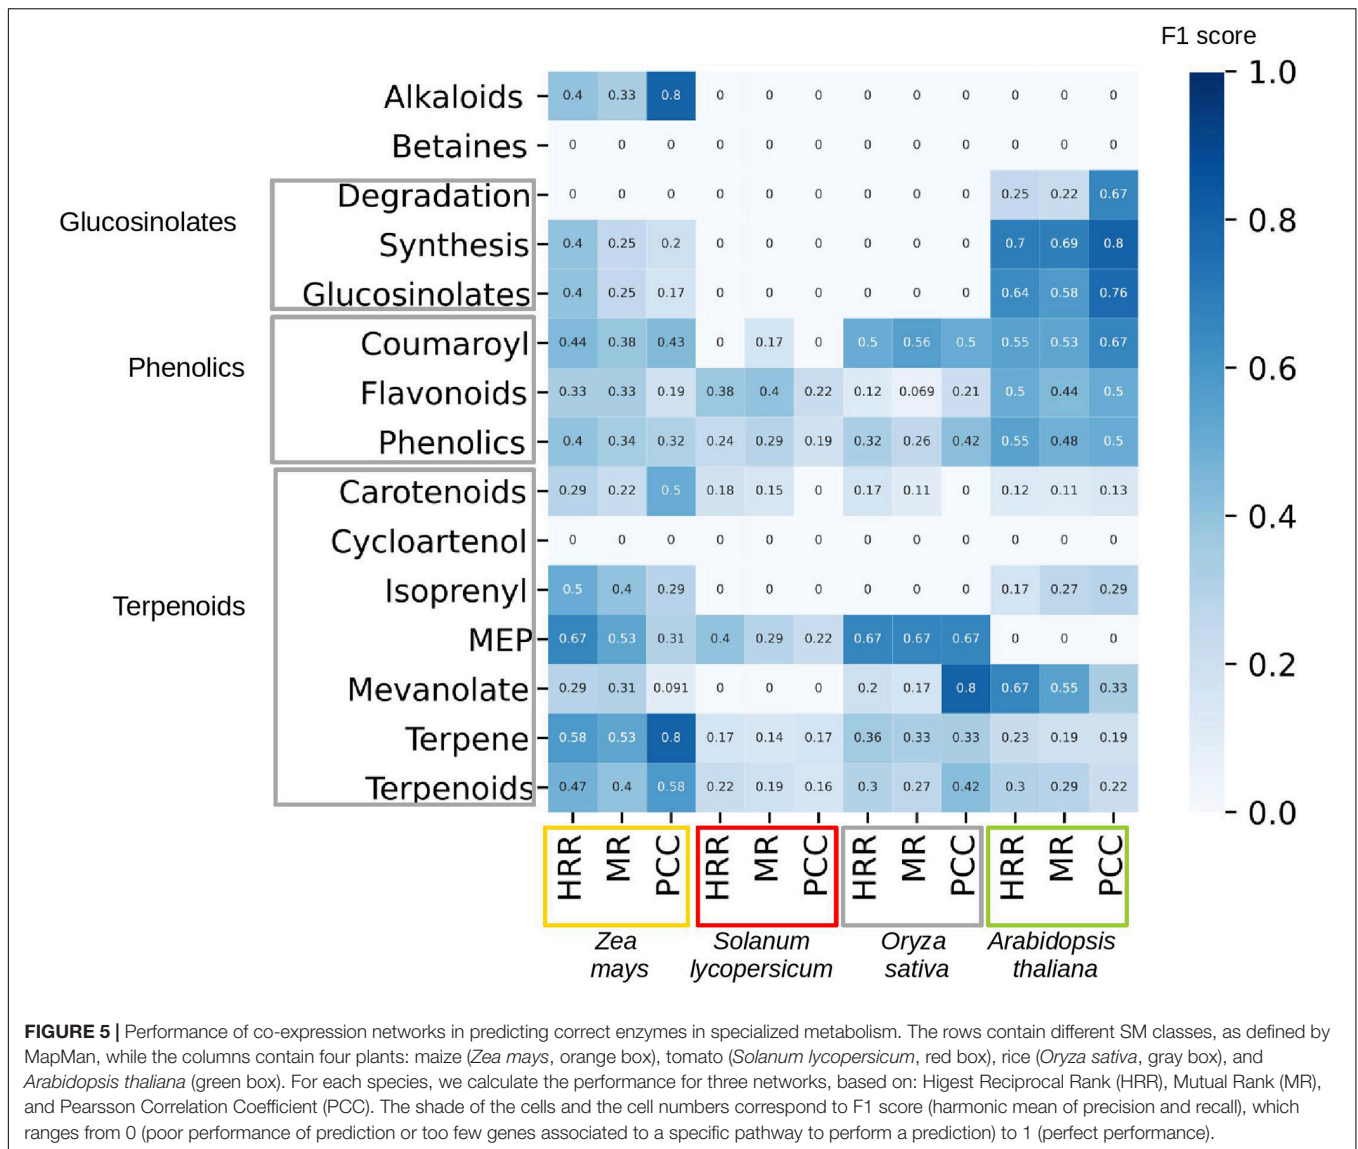 F1 score
Alkaloids 0.4 0.33 0.8 0 0 0 0 0 0 0 0 0
Betaines 0 0 0 0 0 0 0 0 0 0 0 0
Degradation 0 0 0 0 0 0 0 0 0 0.25 0.22 0.67
Glucosinolates
Synthesis 0.4 0.25 0.2 0 0 0 0 0 0 0.7 0.69 0.8
Glucosinolates 0.4 0.25 0.17 0 0 0 0 0 0 0.64 0.58 0.76
Coumaroyl 0.44 0.38 0.43 0 0.17 0 0.5 0.56 0.5 0.55 0.53 0.67
Phenolics
Flavonoids 0.33 0.33 0.19 0.38 0.4 0.22 0.12 0.069 0.21 0.5 0.44 0.5
Phenolics 0.4 0.34 0.32 0.24 0.29 0.19 0.32 0.26 0.42 0.55 0.48 0.5
Carotenoids 0.29 0.22 0.5 0.18 0.15 0 0.17 0.11 0 0.12 0.11 0.13
Cycloartenol 0 0 0 0 0 0 0 0 0 0 0 0
Isoprenyl 0.5 0.4 0.29 0 0 0 0 0 0 0.17 0.27 0.29
Terpenoids
MEP 0.67 0.53 0.31 0.4 0.29 0.22 0.67 0.67 0.67 0 0 0
Mevanolate 0.29 0.31 0.091 0 0 0 0.2 0.17 0.8 0.67 0.55 0.33
Terpene 0.58 0.53 0.8 0.17 0.14 0.17 0.36 0.33 0.33 0.23 0.19 0.19
Terpenoids 0.47 0.4 0.58 0.22 0.19 0.16 0.3 0.27 0.42 0.3 0.29 0.22
1.0
0.8
0.6
0.4
0.2
0.0
HRR MR PCC HRR MR PCC HRR MR PCC HRR MR PCC
Zea Solanum Oryza Arabidopsis
mays lycopersicum sativa thaliana
FIGURE 5 | Performance of co-expression networks in predicting correct enzymes in specialized metabolism. The rows contain different SM classes, as defined by
MapMan, while the columns contain four plants: maize (Zea mays, orange box), tomato (Solanum lycopersicum, red box), rice (Oryza sativa, gray box), and
Arabidopsis thaliana (green box). For each species, we calculate the performance for three networks, based on: Higest Reciprocal Rank (HRR), Mutual Rank (MR),
and Pearsson Correlation Coefficient (PCC). The shade of the cells and the cell numbers correspond to F1 score (harmonic mean of precision and recall), which
ranges from 0 (poor performance of prediction or too few genes associated to a specific pathway to perform a prediction) to 1 (perfect performance).